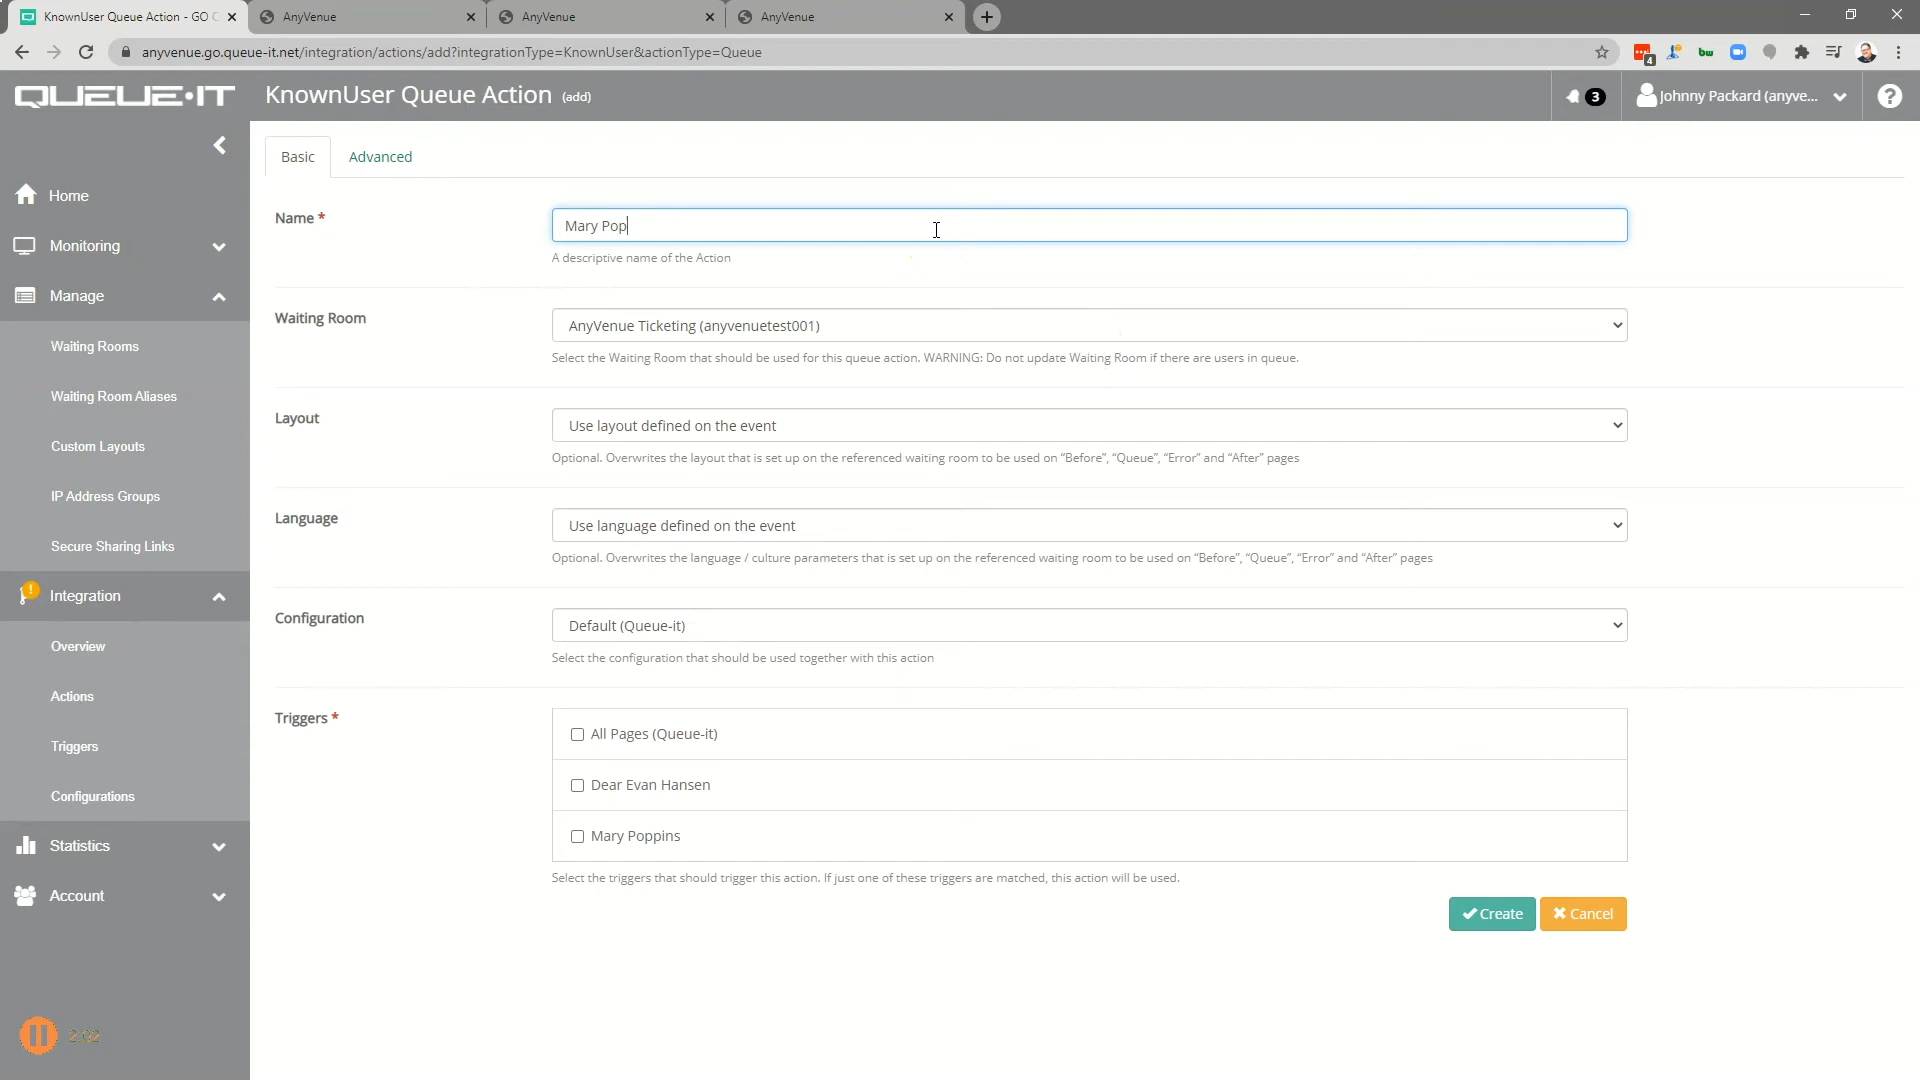 KnownUser Queue Action - GO Q
AnyVenue
AnyVenue
AnyVenue
anyvenue.go.queue-it.net/integration/actions/add?integrationType=KnownUser&actionType=Queue
4
bw
QUEUE-IT
KnownUser Queue Action (add)
3
Johnny Packard (anyve...
?
Home
Monitoring
Manage
Waiting Rooms
Waiting Room Aliases
Custom Layouts
IP Address Groups
Secure Sharing Links
!
Integration
Overview
Actions
Triggers
Configurations
Statistics
Account
2:02
Basic
Advanced
Name *
Mary Pop
A descriptive name of the Action
Waiting Room
AnyVenue Ticketing (anyvenuetest001)
Select the Waiting Room that should be used for this queue action. WARNING: Do not update Waiting Room if there are users in queue.
Layout
Use layout defined on the event
Optional. Overwrites the layout that is set up on the referenced waiting room to be used on “Before”, “Queue”, “Error” and “After” pages
Language
Use language defined on the event
Optional. Overwrites the language / culture parameters that is set up on the referenced waiting room to be used on “Before”, “Queue”, “Error” and “After” pages
Configuration
Default (Queue-it)
Select the configuration that should be used together with this action
Triggers *
All Pages (Queue-it)
Dear Evan Hansen
Mary Poppins
Select the triggers that should trigger this action. If just one of these triggers are matched, this action will be used.
Create
Cancel